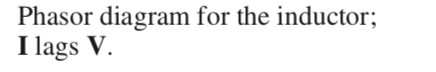 Phasor diagram for the inductor;
I lags V.